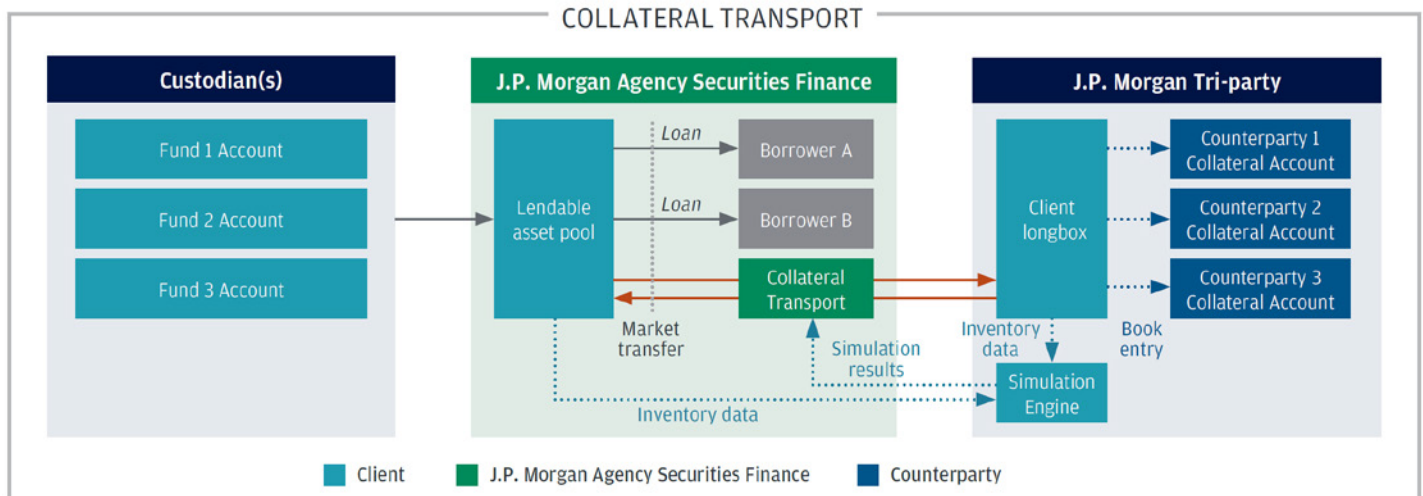 COLLATERAL TRANSPORT
Custodian(s)
Fund 1 Account
Fund 2 Account
Fund 3 Account
J.P. Morgan Agency Securities Finance
Lendable
asset pool
Loan
Borrower A
Loan
Borrower B
Collateral
Transport
Market
transfer
Simulation
results
Inventory data
J.P. Morgan Tri-party
Client
longbox
Counterparty 1
Collateral Account
Counterparty 2
Collateral Account
Counterparty 3
Collateral Account
Inventory
data
Book
entry
Simulation
Engine
Client
J.P. Morgan Agency Securities Finance
Counterparty